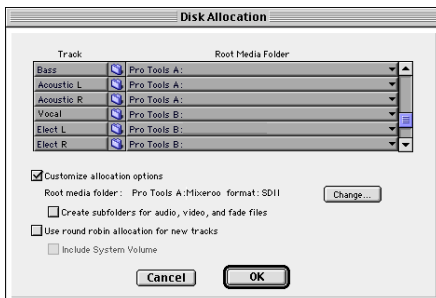 Disk Allocation
Track Root Media Folder
Bass Pro Tools A:
Acoustic L Pro Tools A:
Acoustic R Pro Tools A:
Vocal Pro Tools B:
Elect L Pro Tools B:
Elect R Pro Tools B:
Customize allocation options
Root media folder: Pro Tools A:Mixeroo format: SDII Change...
Create subfolders for audio, video, and fade files
Use round robin allocation for new tracks
Include System Volume
Cancel OK